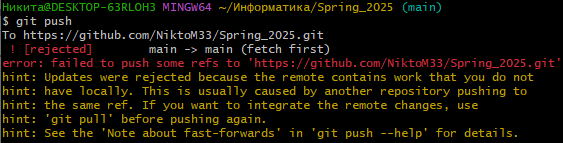 Никита@DESKTOP-63RLOH3 MINGW64 ~/Информатика/Spring_2025 (main)
$ git push
To https://github.com/NiktoM33/Spring_2025.git
 ! [rejected]        main -> main (fetch first)
error: failed to push some refs to 'https://github.com/NiktoM33/Spring_2025.git'
hint: Updates were rejected because the remote contains work that you do not
hint: have locally. This is usually caused by another repository pushing to
hint: the same ref. If you want to integrate the remote changes, use
hint: 'git pull' before pushing again.
hint: See the 'Note about fast-forwards' in 'git push --help' for details.